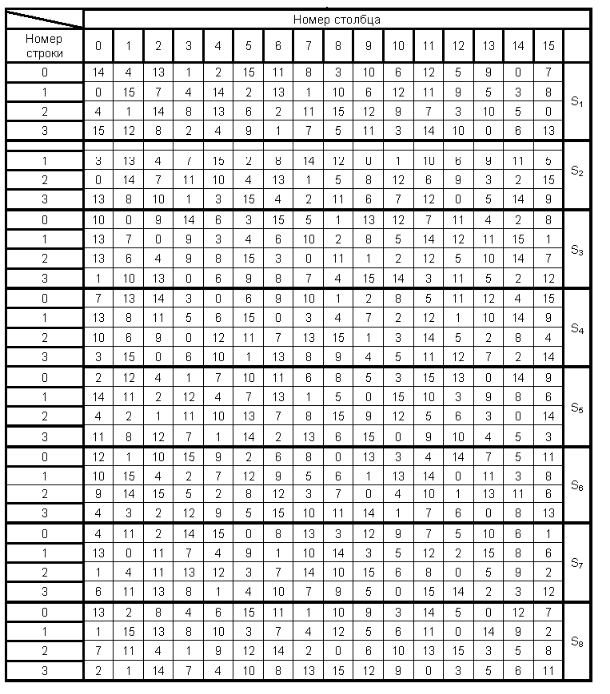 Номер столбца
Номер строки 0 1 2 3 4 5 6 7 8 9 10 11 12 13 14 15
0 14 4 13 1 2 15 11 8 3 10 6 12 5 9 0 7
1 0 15 7 4 14 2 13 1 10 6 12 11 9 5 3 8
2 4 1 14 8 13 6 2 11 15 12 9 7 3 10 5 0
3 15 12 8 2 4 9 1 7 5 11 3 14 10 0 6 13
S1
1 3 13 4 7 15 2 8 14 12 0 1 10 6 9 11 5
2 0 14 7 11 10 4 13 1 5 8 12 6 9 3 2 15
3 13 8 10 1 3 15 4 2 11 6 7 12 0 5 14 9
S2
0 10 0 9 14 6 3 15 5 1 13 12 7 11 4 2 8
1 13 7 0 9 3 4 6 10 2 8 5 14 12 11 15 1
2 13 6 4 9 8 15 3 0 11 1 2 12 5 10 14 7
3 1 10 13 0 6 9 8 7 4 15 14 3 11 5 2 12
S3
0 7 13 14 3 0 6 9 10 1 2 8 5 11 12 4 15
1 13 8 11 5 6 15 0 3 4 7 2 12 1 10 14 9
2 10 6 9 0 12 11 7 13 15 1 3 14 5 2 8 4
3 3 15 0 6 10 1 13 8 9 4 5 11 12 7 2 14
S4
0 2 12 4 1 7 10 11 6 8 5 3 15 13 0 14 9
1 14 11 2 12 4 7 13 1 5 0 15 10 3 9 8 6
2 4 2 1 11 10 13 7 8 15 9 12 5 6 3 0 14
3 11 8 12 7 1 14 2 13 6 15 0 9 10 4 5 3
S5
0 12 1 10 15 9 2 6 8 0 13 3 4 14 7 5 11
1 10 15 4 2 7 12 9 5 6 1 13 14 0 11 3 8
2 9 14 15 5 2 8 12 3 7 0 4 10 1 13 11 6
3 4 3 2 12 9 5 15 10 11 14 1 7 6 0 8 13
S6
0 4 11 2 14 15 0 8 13 3 12 9 7 5 10 6 1
1 13 0 11 7 4 9 1 10 14 3 5 12 2 15 8 6
2 1 4 11 13 12 3 7 14 10 15 6 8 0 5 9 2
3 6 11 13 8 1 4 10 7 9 5 0 15 14 2 3 12
S7
0 13 2 8 4 6 15 11 1 10 9 3 14 5 0 12 7
1 1 15 13 8 10 3 7 4 12 5 6 11 0 14 9 2
2 7 11 4 1 9 12 14 2 0 6 10 13 15 3 5 8
3 2 1 14 7 4 10 8 13 15 12 9 0 3 5 6 11
S8